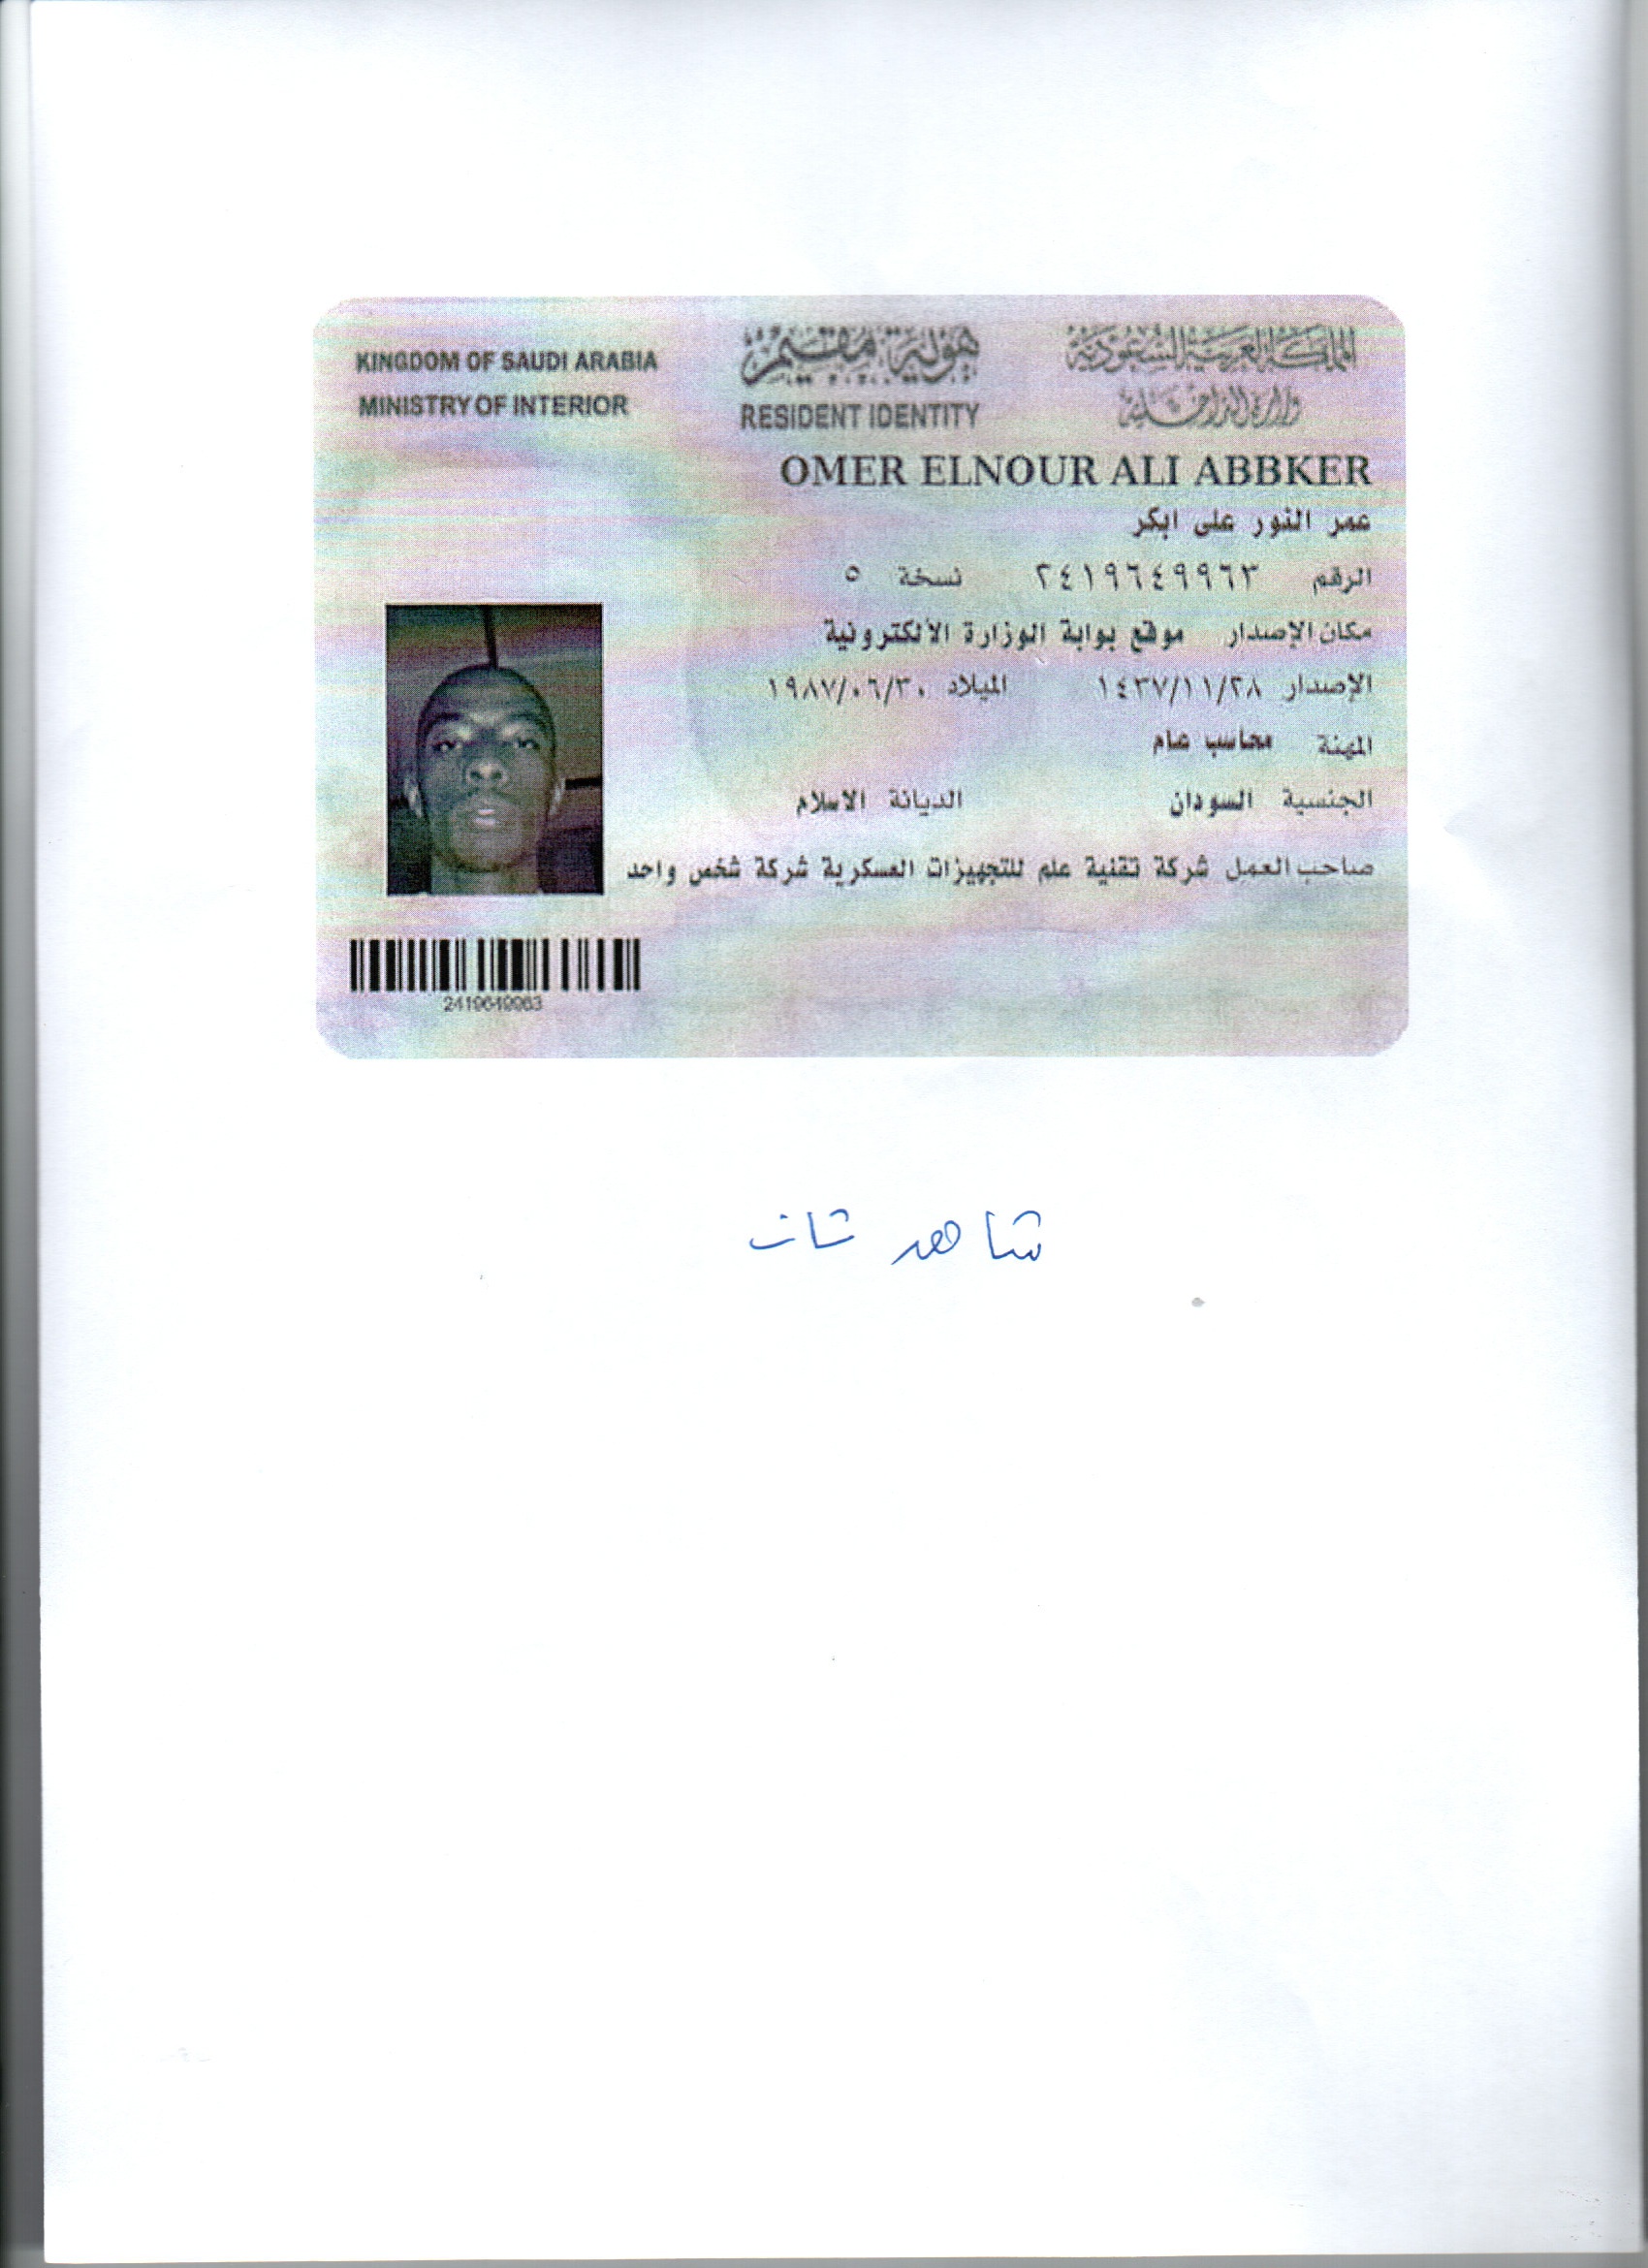 KINGDOM OF SAUDI ARABIA
MINISTRY OF INTERIOR
هوية مقيم
RESIDENT IDENTITY
المملكة العربية السعودية
وزارة الداخلية
OMER ELNOUR ALI ABBKER
عمر النور على ابكر
الرقم ٢٤١٩٦٤٩٩٦٣ نسخة ٥
مكان الإصدار موقع بوابة الوزارة الالكترونية
الإصدار ١٤٣٧/١١/٢٨ الميلاد ١٩٨٧/٠٦/٣٠
المهنة محاسب عام
الجنسية السودان الديانة الاسلام
صاحب العمل شركة تقنية علم للتجهيزات العسكرية شركة شخص واحد
2419649963
شاهد ثان